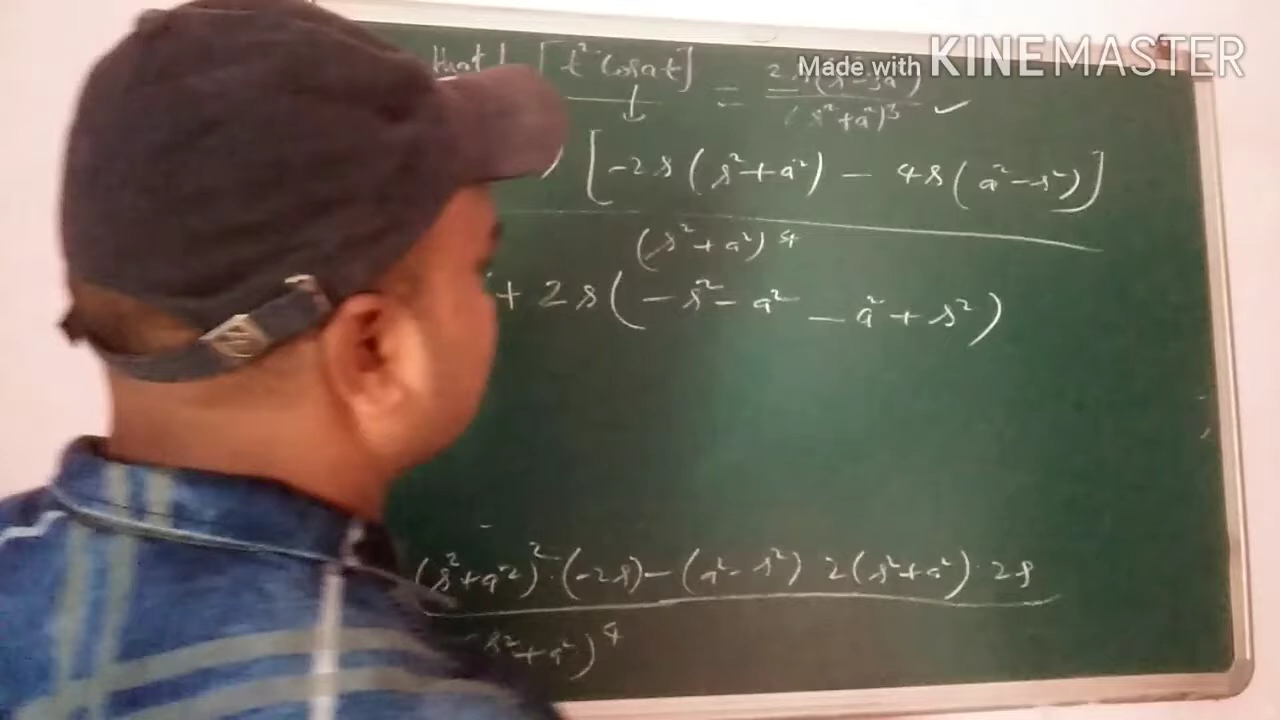 that L [t² Cos at] = 2s(s²-3a²) / (s²+a²)³ ✓
Made with KINEMASTER
) [-2s(s²+a²) - 4s(a²-s²)]
(s²+a²)⁴
+ 2s(-s²-a² - a²+s²)
(s²+a²)²·(-2s)-(a²-s²) 2(s²+a²)·2s
s²+a²)⁴